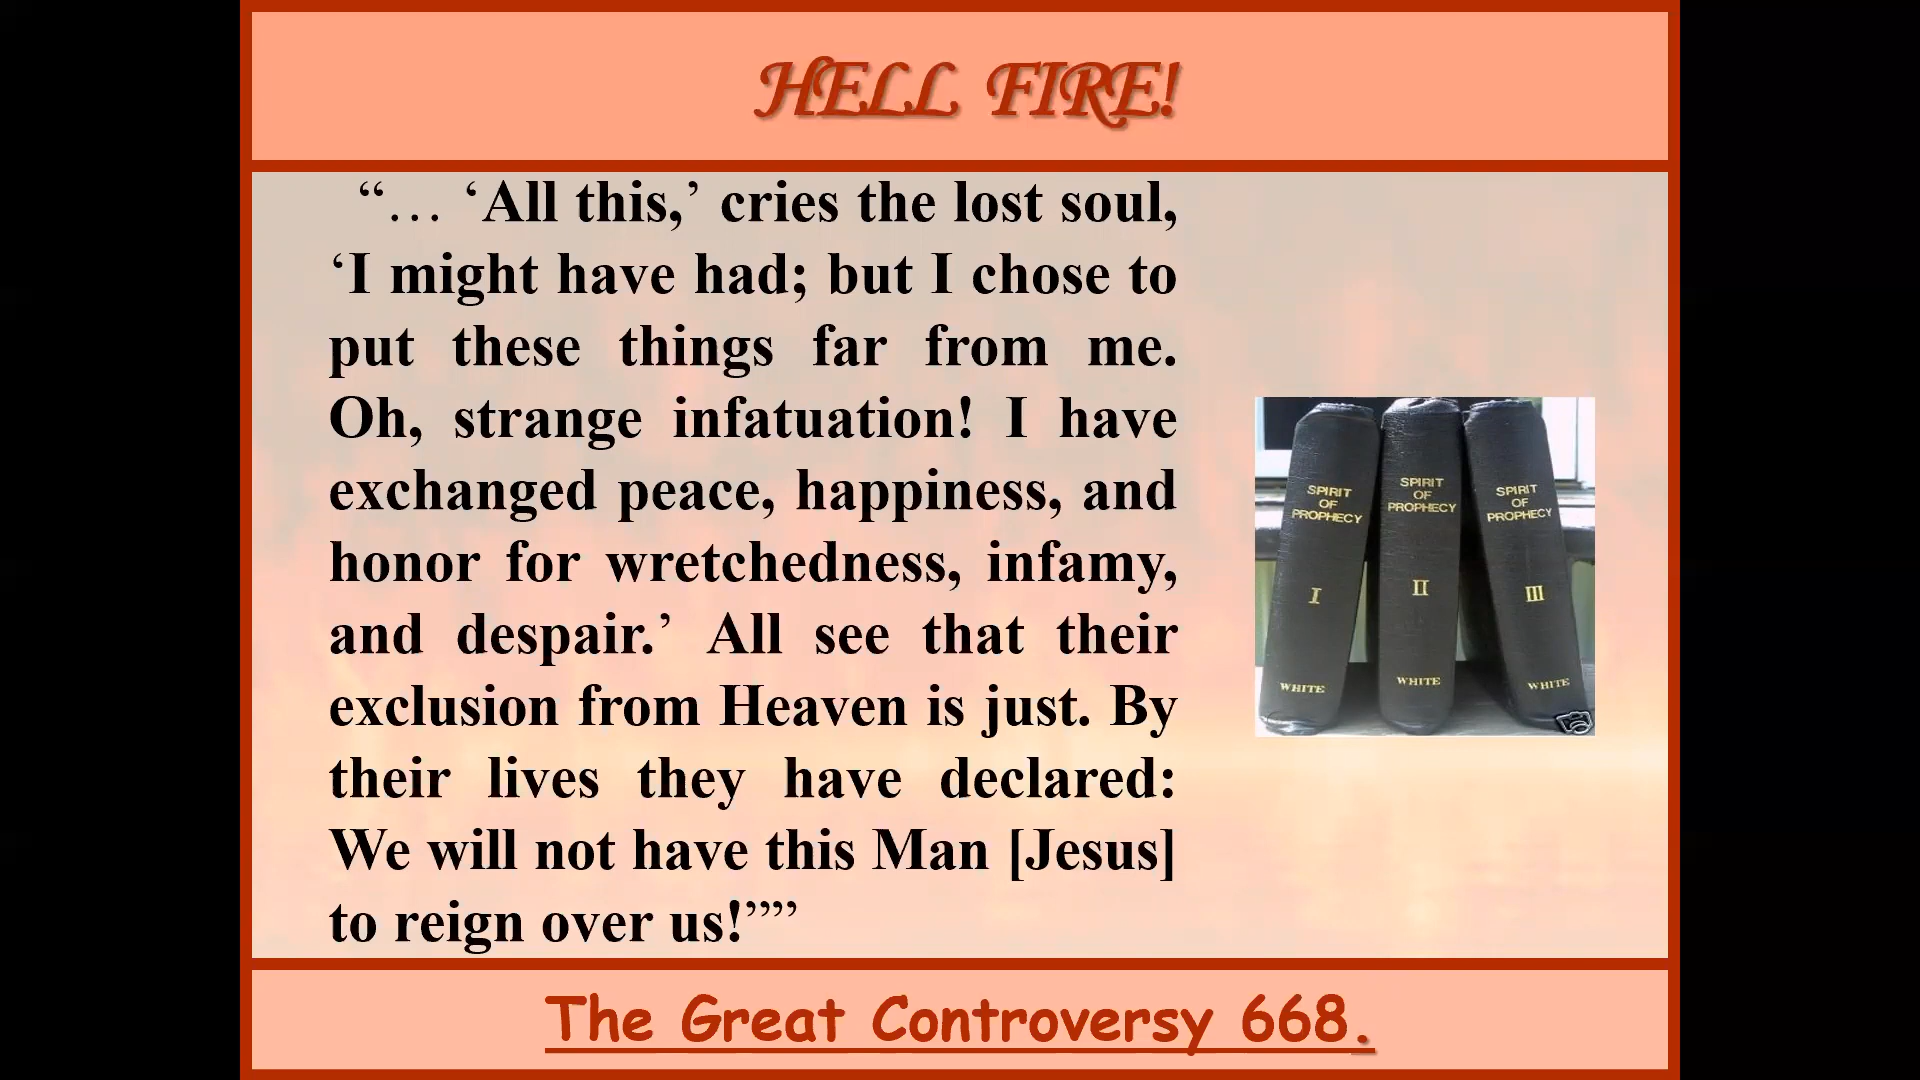 HELL FIRE!
“… ‘All this,’ cries the lost soul,
‘I might have had; but I chose to
put these things far from me.
Oh, strange infatuation! I have
exchanged peace, happiness, and
honor for wretchedness, infamy,
and despair.’ All see that their
exclusion from Heaven is just. By
their lives they have declared:
We will not have this Man [Jesus]
to reign over us!’””
SPIRIT
OF
PROPHECY
I
WHITE
SPIRIT
OF
PROPHECY
II
WHITE
SPIRIT
OF
PROPHECY
III
WHITE
The Great Controversy 668.